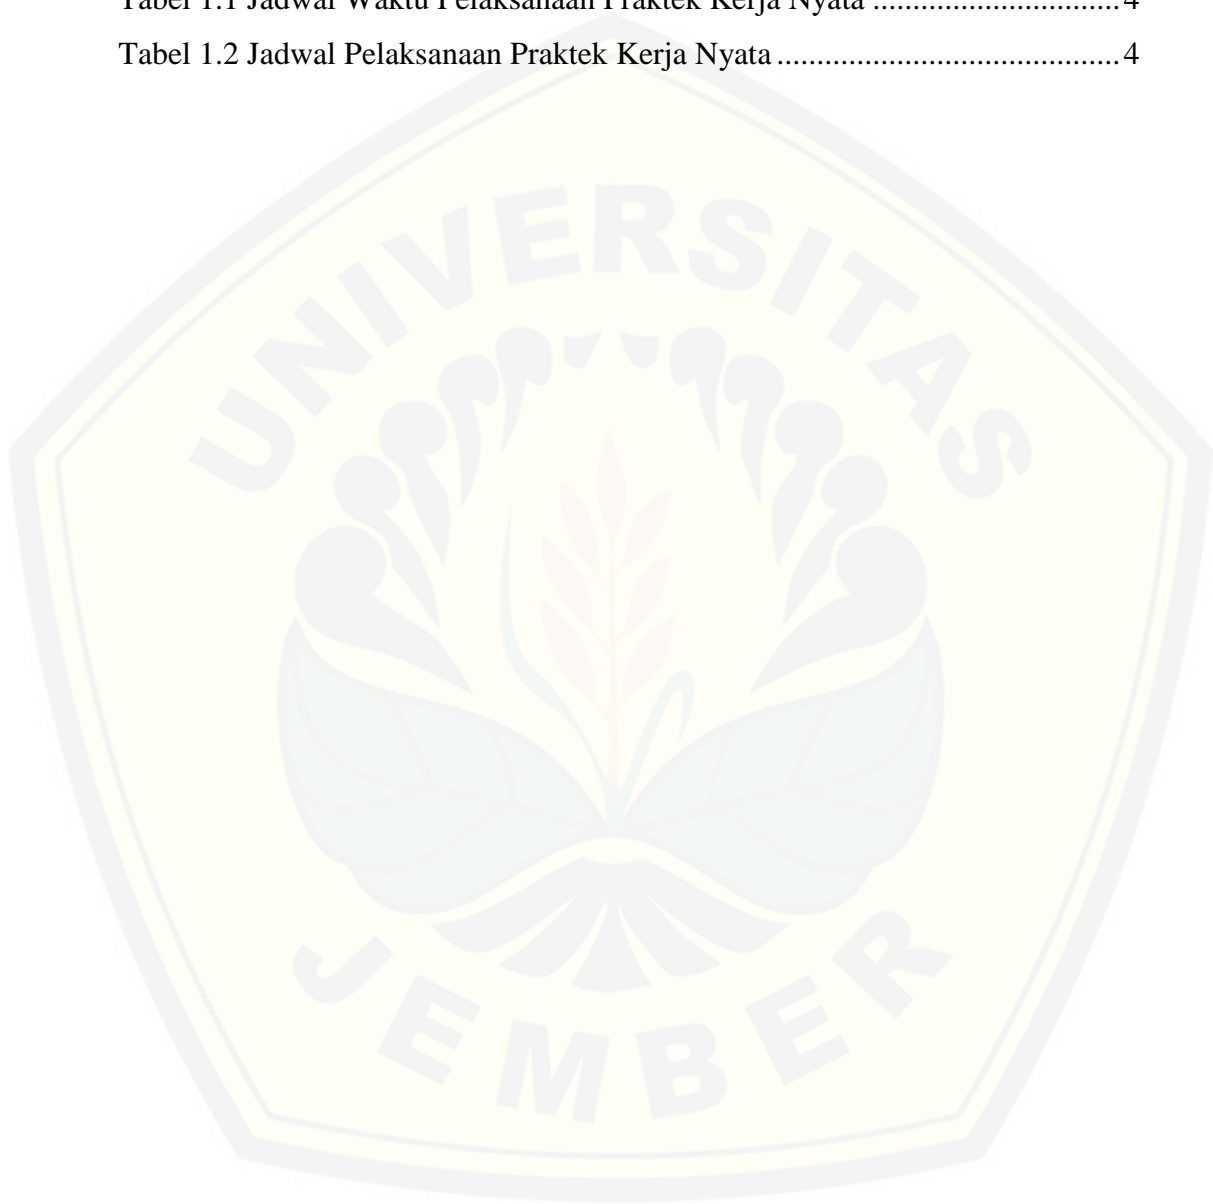 Tabel 1.1 Jadwal Waktu Pelaksanaan Praktek Kerja Nyata ............................... 4
Tabel 1.2 Jadwal Pelaksanaan Praktek Kerja Nyata ........................................... 4
UNIVERSITAS
JEMBER